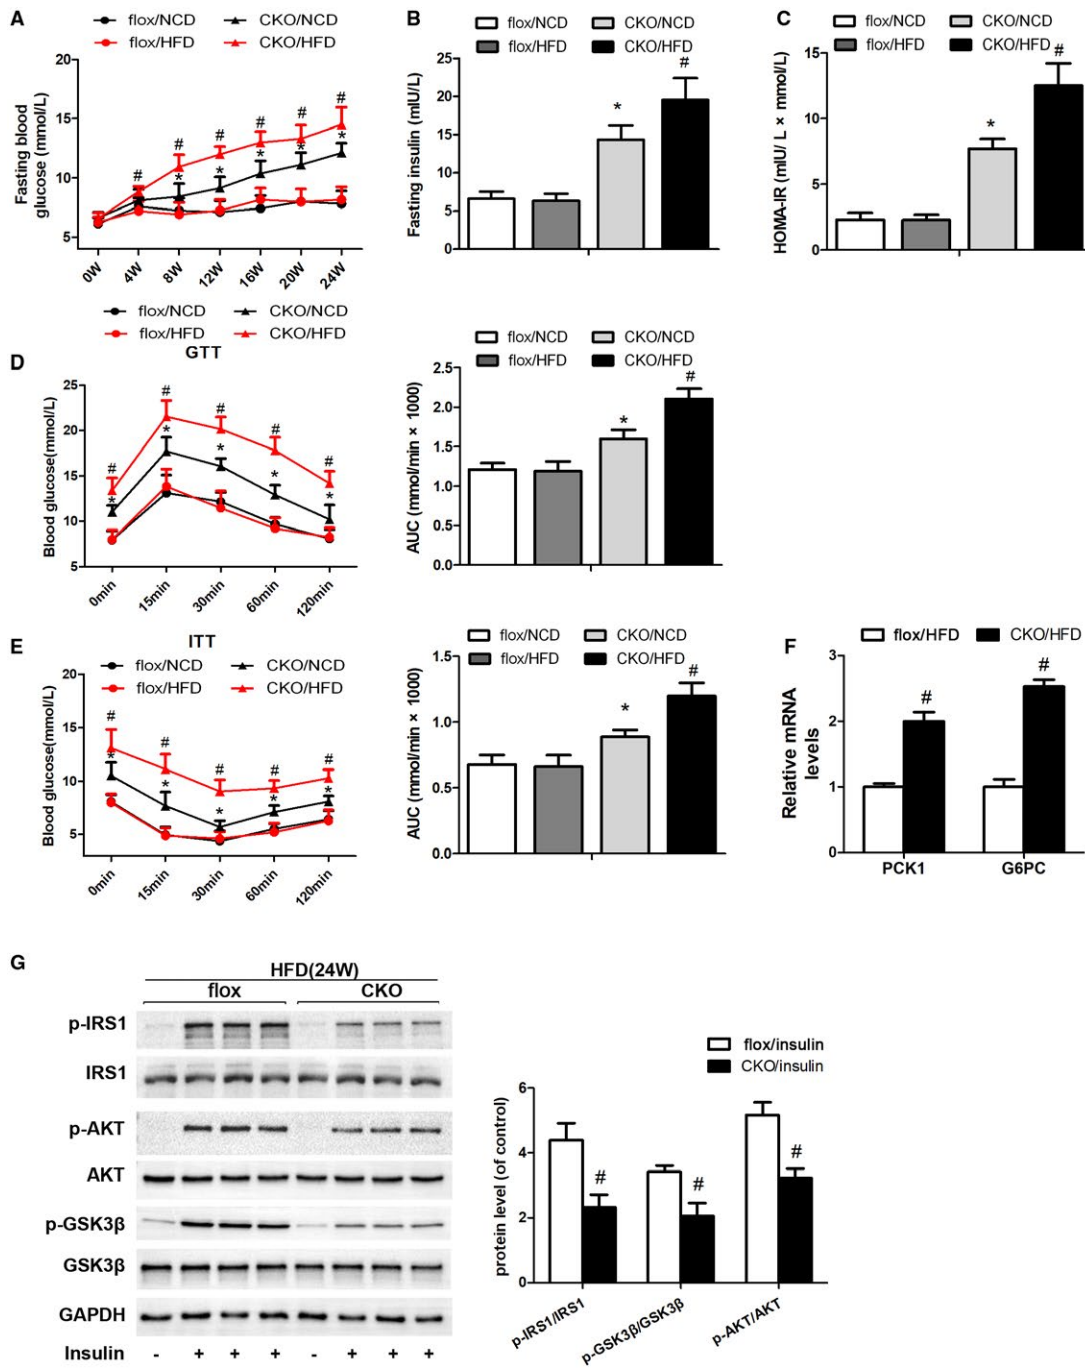 A
flox/NCD CKO/NCD
flox/HFD CKO/HFD
Fasting blood
glucose (mmol/L)
20
15
10
5
# # # # # #
* * * * *
0W 4W 8W 12W 16W 20W 24W
B
flox/NCD CKO/NCD
flox/HFD CKO/HFD
Fasting insulin (mIU/L)
25
20
15
10
5
0
* #
C
flox/NCD CKO/NCD
flox/HFD CKO/HFD
HOMA-IR (mIU/ L × mmol/L)
15
10
5
0
* #
flox/NCD CKO/NCD
flox/HFD CKO/HFD
D
GTT
Blood glucose(mmol/L)
25
20
15
10
5
# # # # #
* * * * *
0min 15min 30min 60min 120min
flox/NCD CKO/NCD
flox/HFD CKO/HFD
AUC (mmol/min × 1000)
2.5
2.0
1.5
1.0
0.5
0.0
* #
E
ITT
flox/NCD CKO/NCD
flox/HFD CKO/HFD
Blood glucose(mmol/L)
20
15
10
5
# # # # #
* * * * *
0min 15min 30min 60min 120min
flox/NCD CKO/NCD
flox/HFD CKO/HFD
AUC (mmol/min × 1000)
1.5
1.0
0.5
0.0
* #
F
flox/HFD CKO/HFD
Relative mRNA
levels
3
2
1
0
# #
PCK1 G6PC
G
HFD(24W)
flox CKO
p-IRS1
IRS1
p-AKT
AKT
p-GSK3β
GSK3β
GAPDH
Insulin - + + + - + + +
flox/insulin
CKO/insulin
protein level (of control)
6
4
2
0
# # #
p-IRS1/IRS1 p-GSK3β/GSK3β p-AKT/AKT